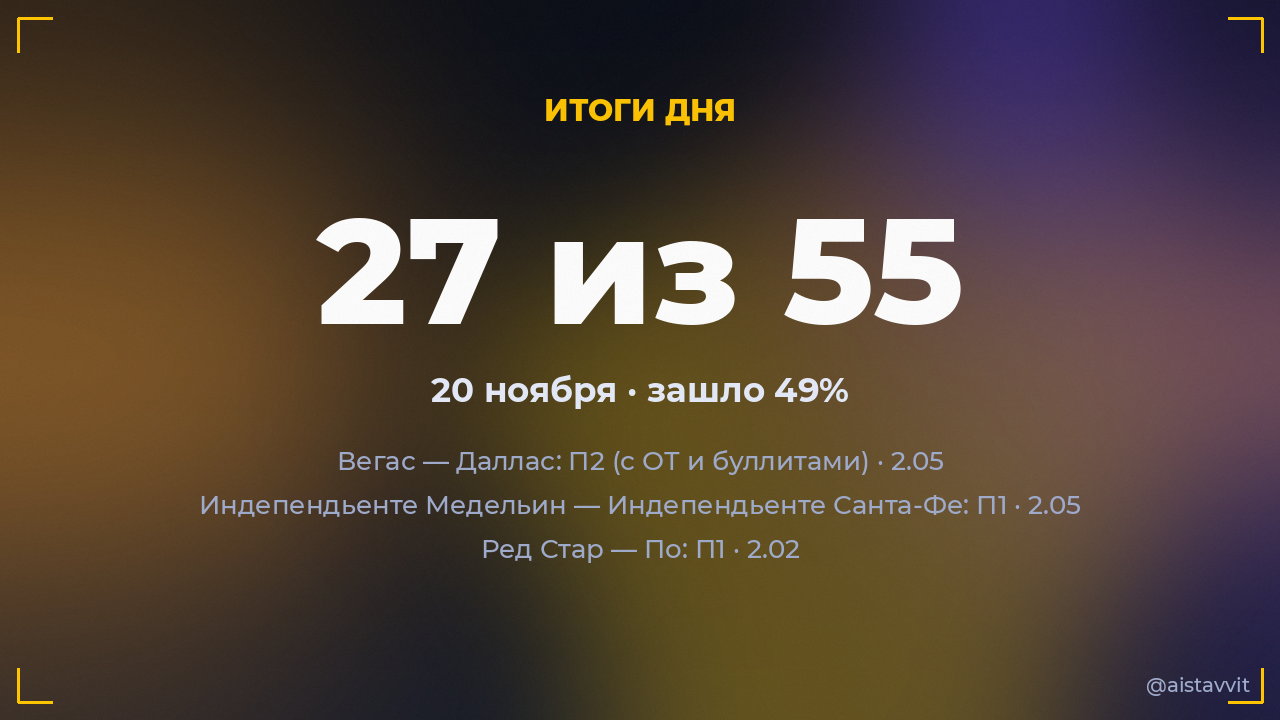 ИТОГИ ДНЯ
27 из 55
20 ноября · зашло 49%
Вегас — Даллас: П2 (с ОТ и буллитами) · 2.05
Индепендьенте Медельин — Индепендьенте Санта-Фе: П1 · 2.05
Ред Стар — По: П1 · 2.02
@aistavvit